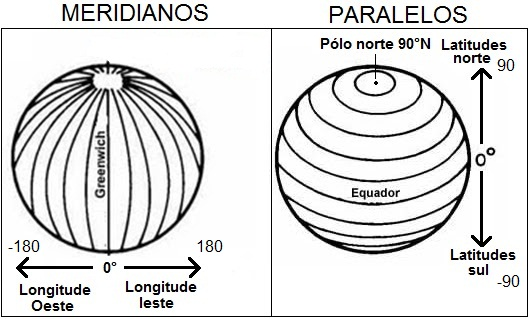 MERIDIANOS
Greenwich
-180
180
0°
Longitude
Oeste
Longitude
leste
PARALELOS
Pólo norte 90°N
Latitudes
norte
90
0°
Equador
Latitudes
sul
-90